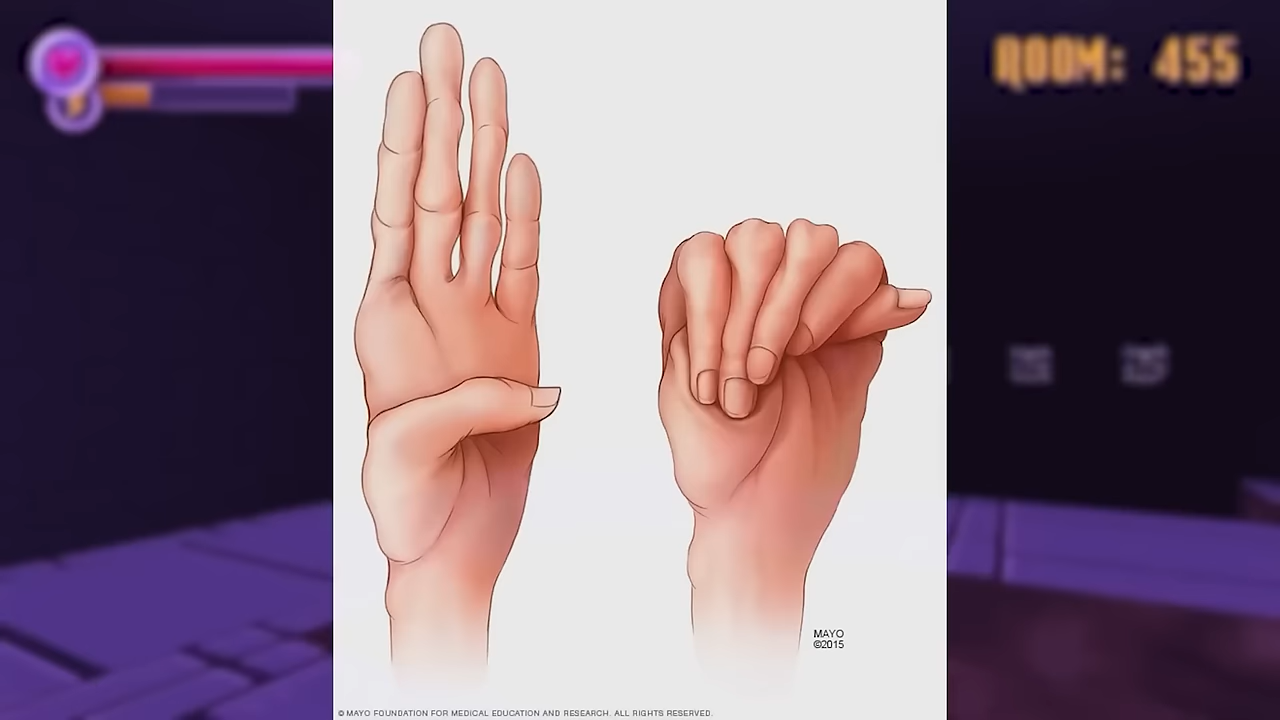 ROOM: 455
MAYO
©2015
© MAYO FOUNDATION FOR MEDICAL EDUCATION AND RESEARCH. ALL RIGHTS RESERVED.